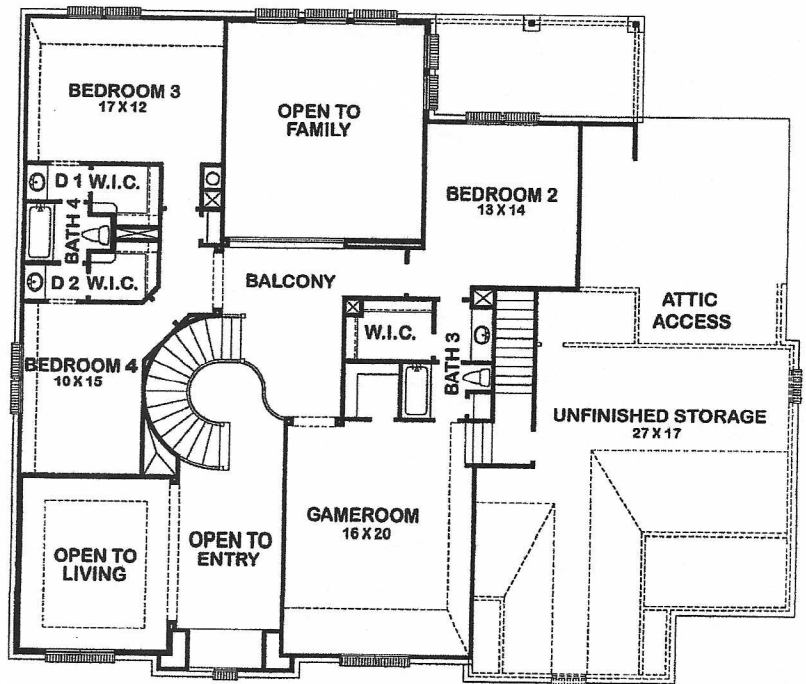 BEDROOM 3
17 X 12
OPEN TO
FAMILY
D 1 W.I.C.
BATH 4
D 2 W.I.C.
BEDROOM 2
13 X 14
BALCONY
ATTIC
ACCESS
W.I.C.
BATH 3
BEDROOM 4
10 X 15
UNFINISHED STORAGE
27 X 17
GAMEROOM
16 X 20
OPEN TO
ENTRY
OPEN TO
LIVING